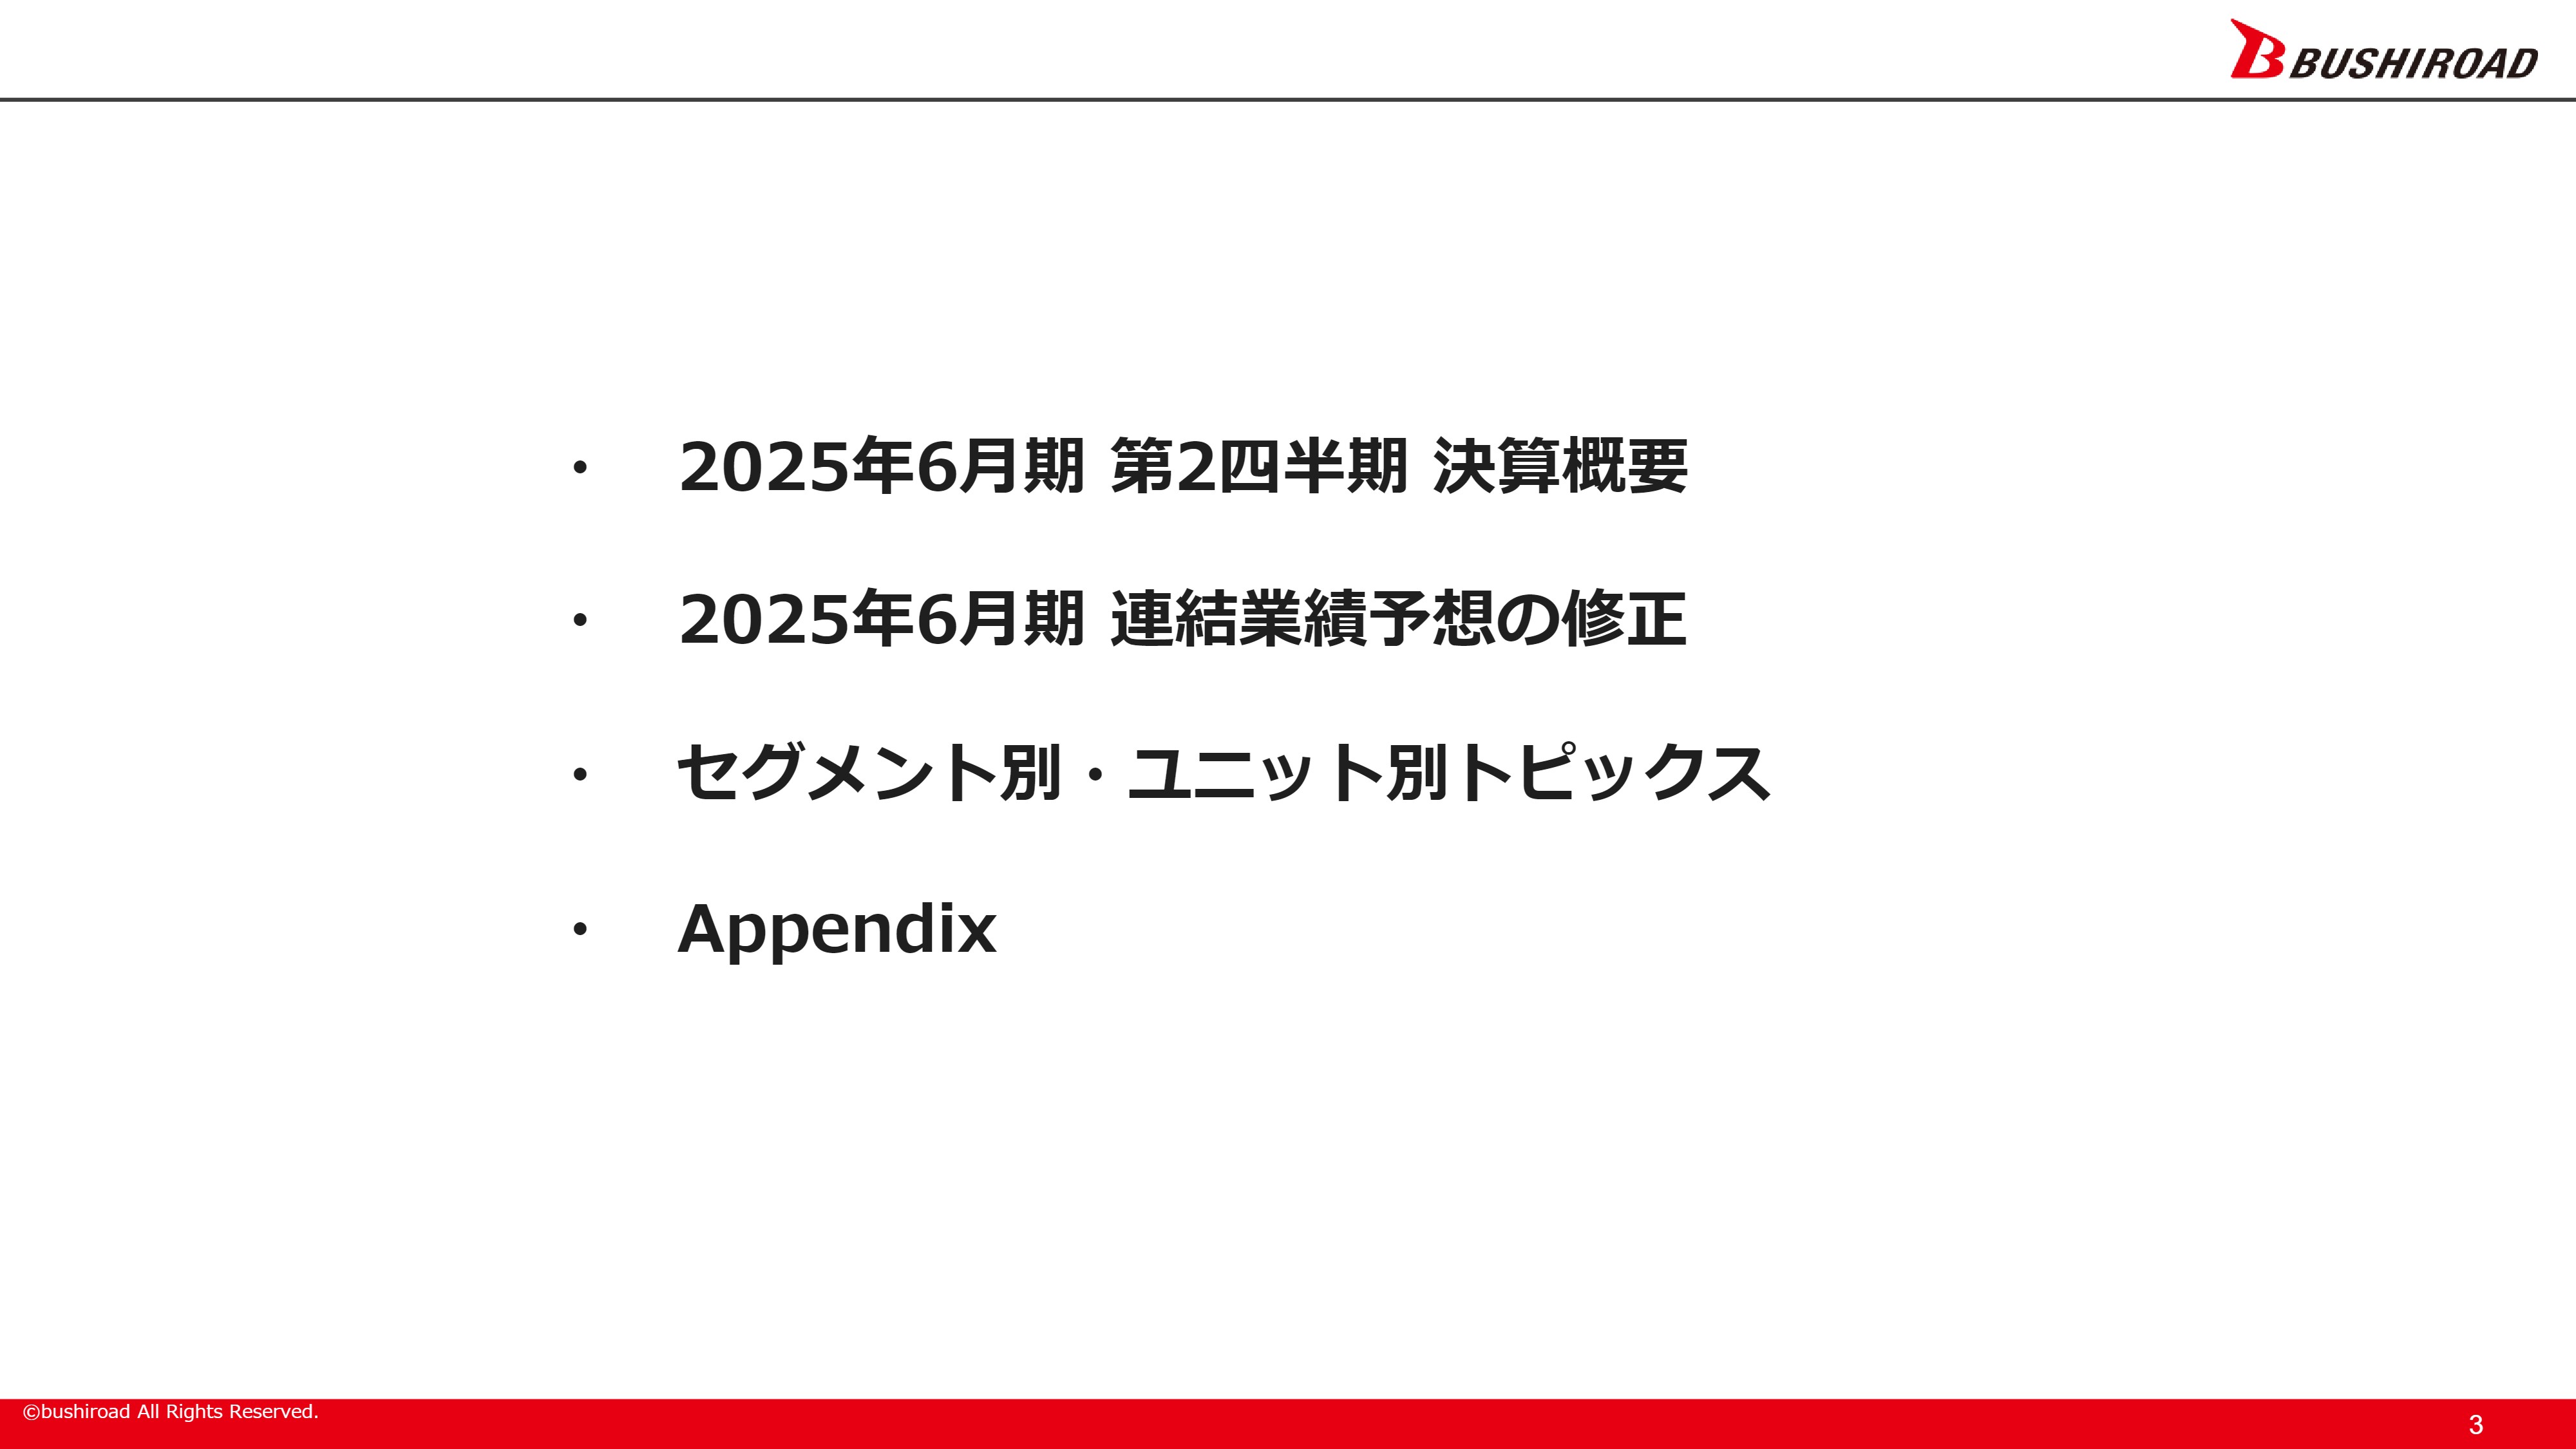 BUSHIROAD
・ 2025年6月期 第2四半期 決算概要
・ 2025年6月期 連結業績予想の修正
・ セグメント別・ユニット別トピックス
・ Appendix
©bushiroad All Rights Reserved.
3